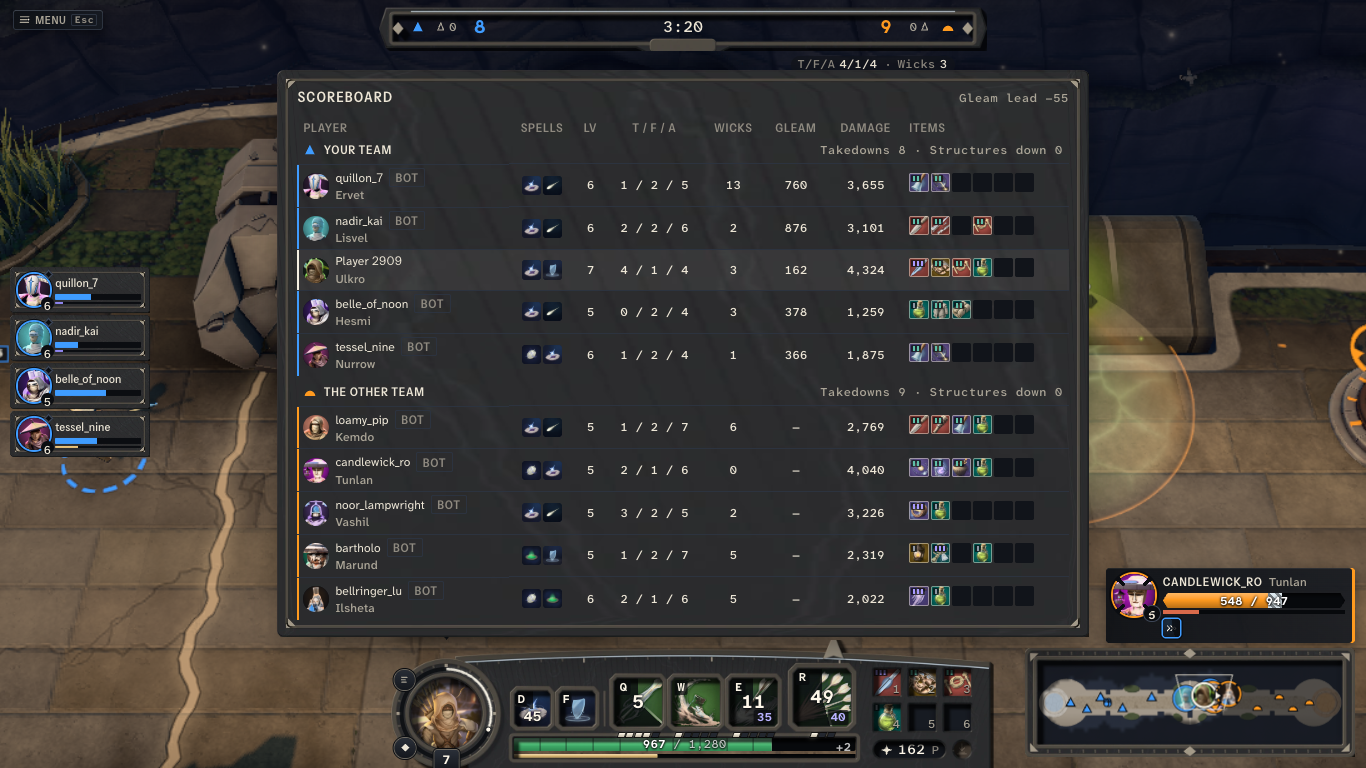 MENU Esc
Δ 0 8 3:20 9 0 Δ
T/F/A 4/1/4 · Wicks 3
SCOREBOARD
Gleam lead −55
PLAYER SPELLS LV T / F / A WICKS GLEAM DAMAGE ITEMS
YOUR TEAM
Takedowns 8 · Structures down 0
quillon_7 BOT
Ervet
6 1 / 2 / 5 13 760 3,655
nadir_kai BOT
Lisvel
6 2 / 2 / 6 2 876 3,101
Player 2909
Ulkro
7 4 / 1 / 4 3 162 4,324
belle_of_noon BOT
Hesmi
5 0 / 2 / 4 3 378 1,259
tessel_nine BOT
Nurrow
6 1 / 2 / 4 1 366 1,875
THE OTHER TEAM
Takedowns 9 · Structures down 0
loamy_pip BOT
Kemdo
5 1 / 2 / 7 6 — 2,769
candlewick_ro BOT
Tunlan
5 2 / 1 / 6 0 — 4,040
noor_lampwright BOT
Vashil
5 3 / 2 / 5 2 — 3,226
bartholo BOT
Marund
5 1 / 2 / 7 5 — 2,319
bellringer_lu BOT
Ilsheta
6 2 / 1 / 6 5 — 2,022
quillon_7
6
nadir_kai
6
belle_of_noon
5
tessel_nine
6
CANDLEWICK_RO Tunlan
548 / 947
5
D 45
F
Q 5
W
E 11 35
R 49 40
967 / 1,280 +2
7
1 2 3
4 5 6
162 P